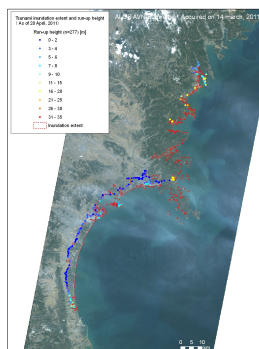 Tsunami inundation extent and run-up height
( As of 20 April, 2011)
Run-up height (n=277) [m]
0 - 2
3 - 4
5 - 6
7 - 8
9 - 10
11 - 15
16 - 20
21 - 25
26 - 30
31 - 35
Inundation extent
Acquired on 14 march, 2011
0 5 10